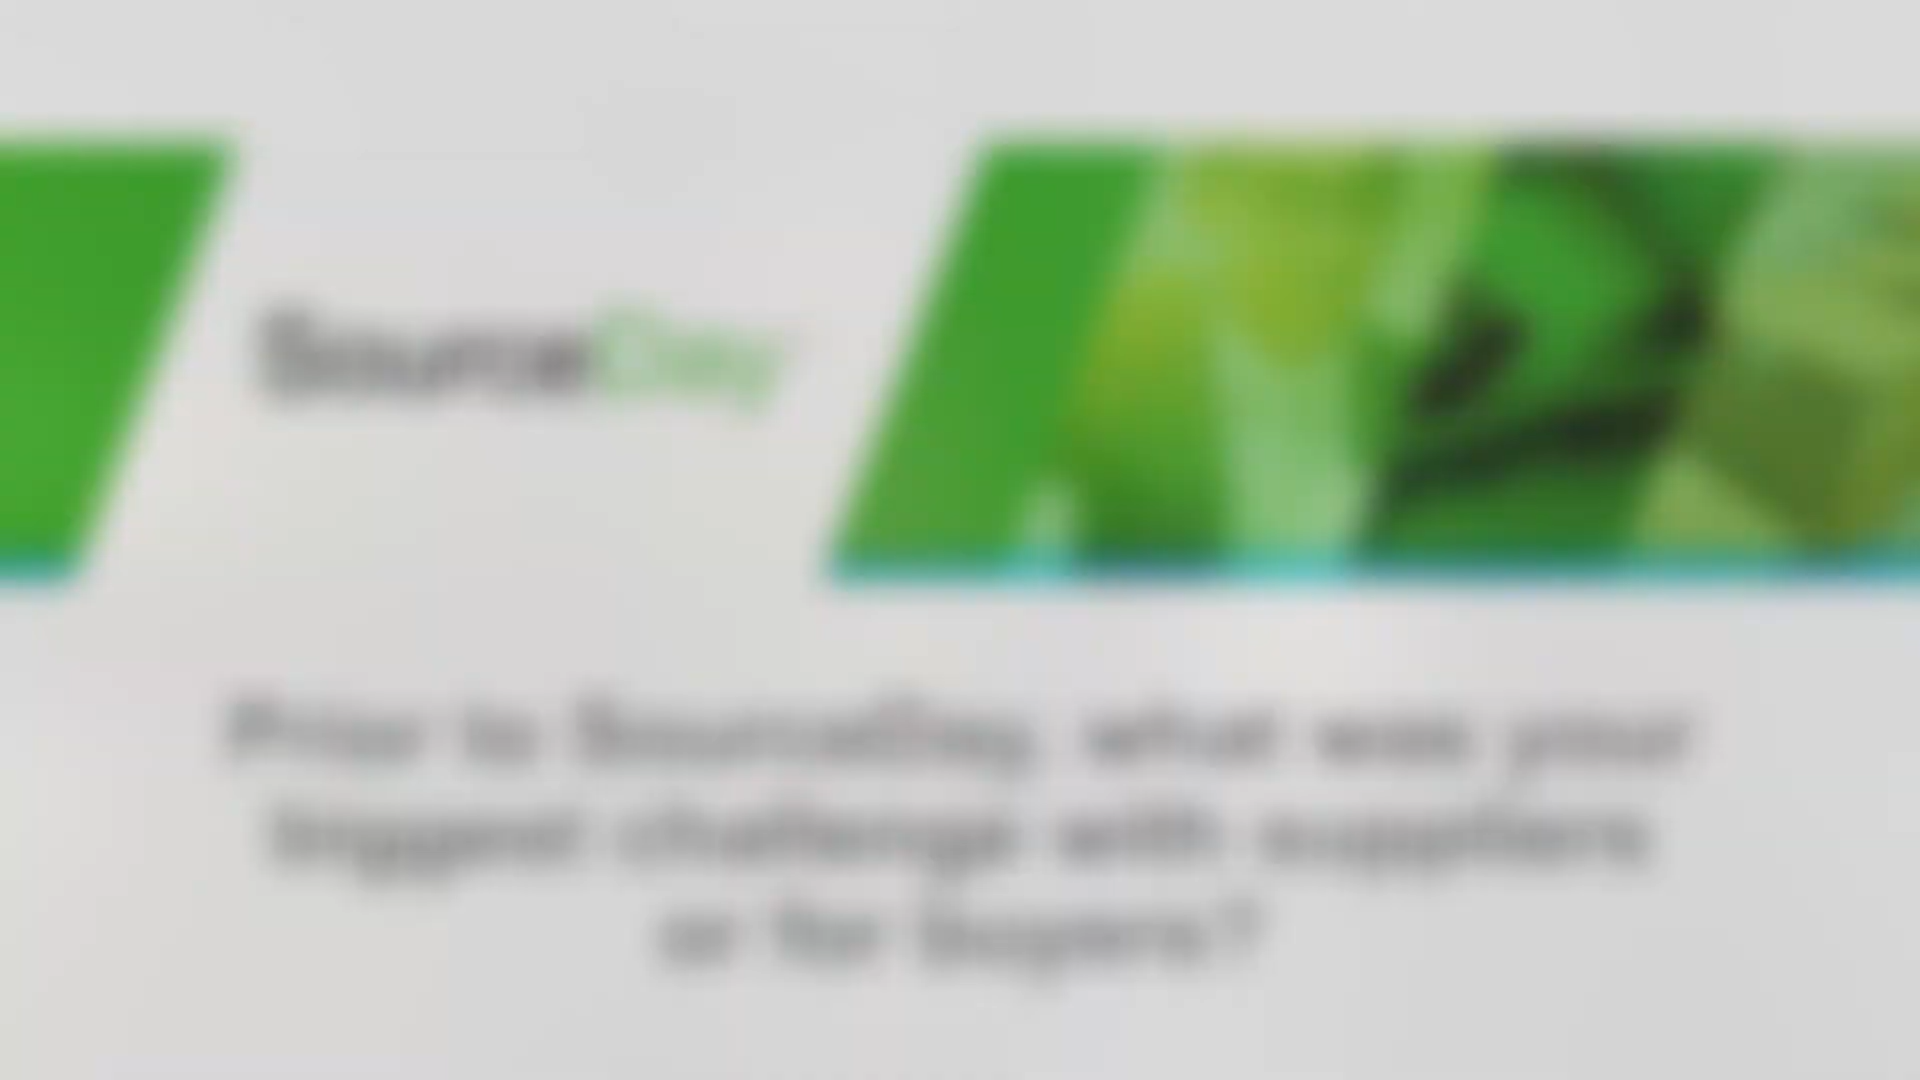 SourceDay
Prior to SourceDay, what was your
biggest challenge with suppliers
or for buyers?